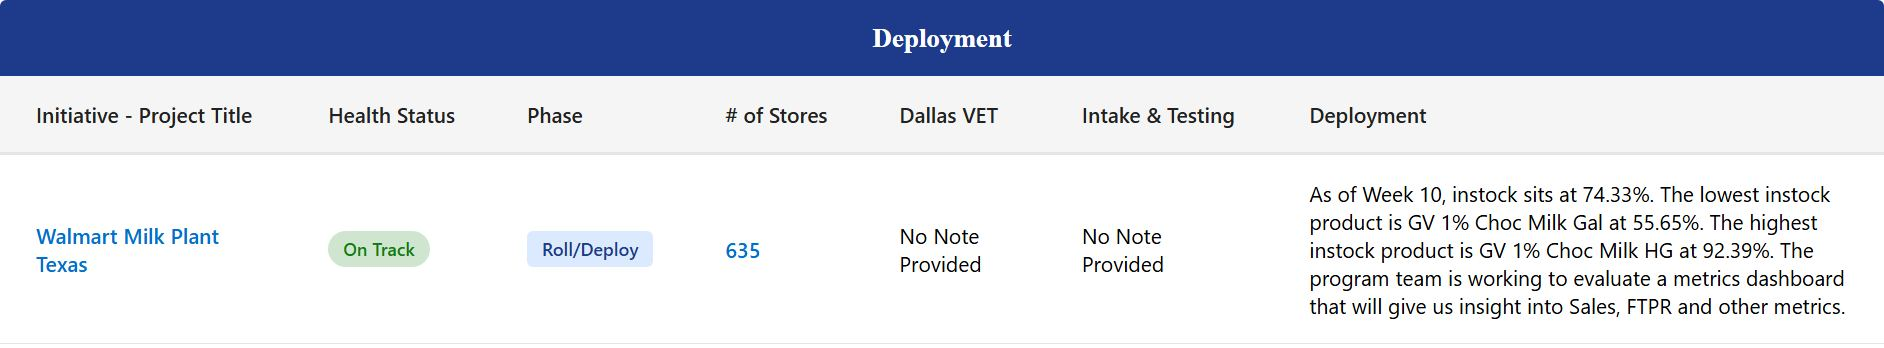 Deployment
Initiative - Project Title
Health Status
Phase
# of Stores
Dallas VET
Intake & Testing
Deployment
Walmart Milk Plant
Texas
On Track
Roll/Deploy
635
No Note
Provided
No Note
Provided
As of Week 10, instock sits at 74.33%. The lowest instock
product is GV 1% Choc Milk Gal at 55.65%. The highest
instock product is GV 1% Choc Milk HG at 92.39%. The
program team is working to evaluate a metrics dashboard
that will give us insight into Sales, FTPR and other metrics.